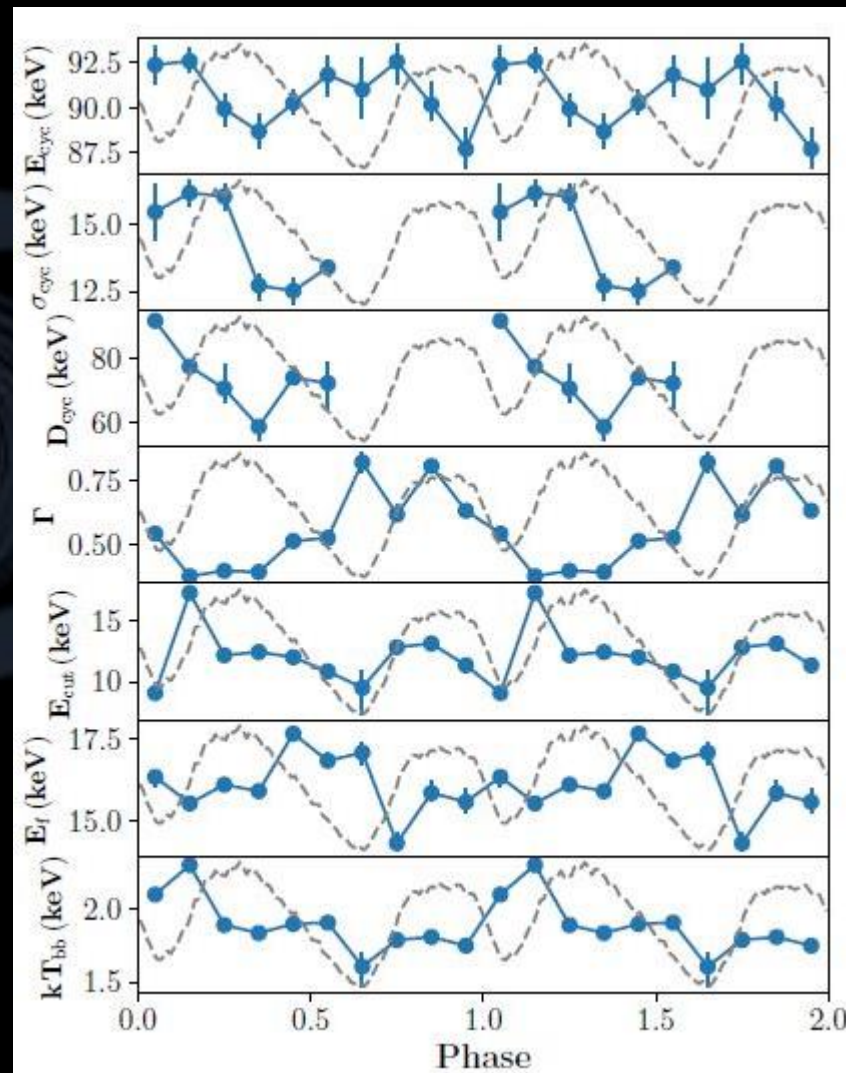 E_cyc (keV)
92.5
90.0
87.5
σ_cyc (keV)
15.0
12.5
D_cyc (keV)
80
60
Γ
0.75
0.50
E_cut (keV)
15
10
E_f (keV)
17.5
15.0
kT_bb (keV)
2.0
1.5
0.0 0.5 1.0 1.5 2.0
Phase